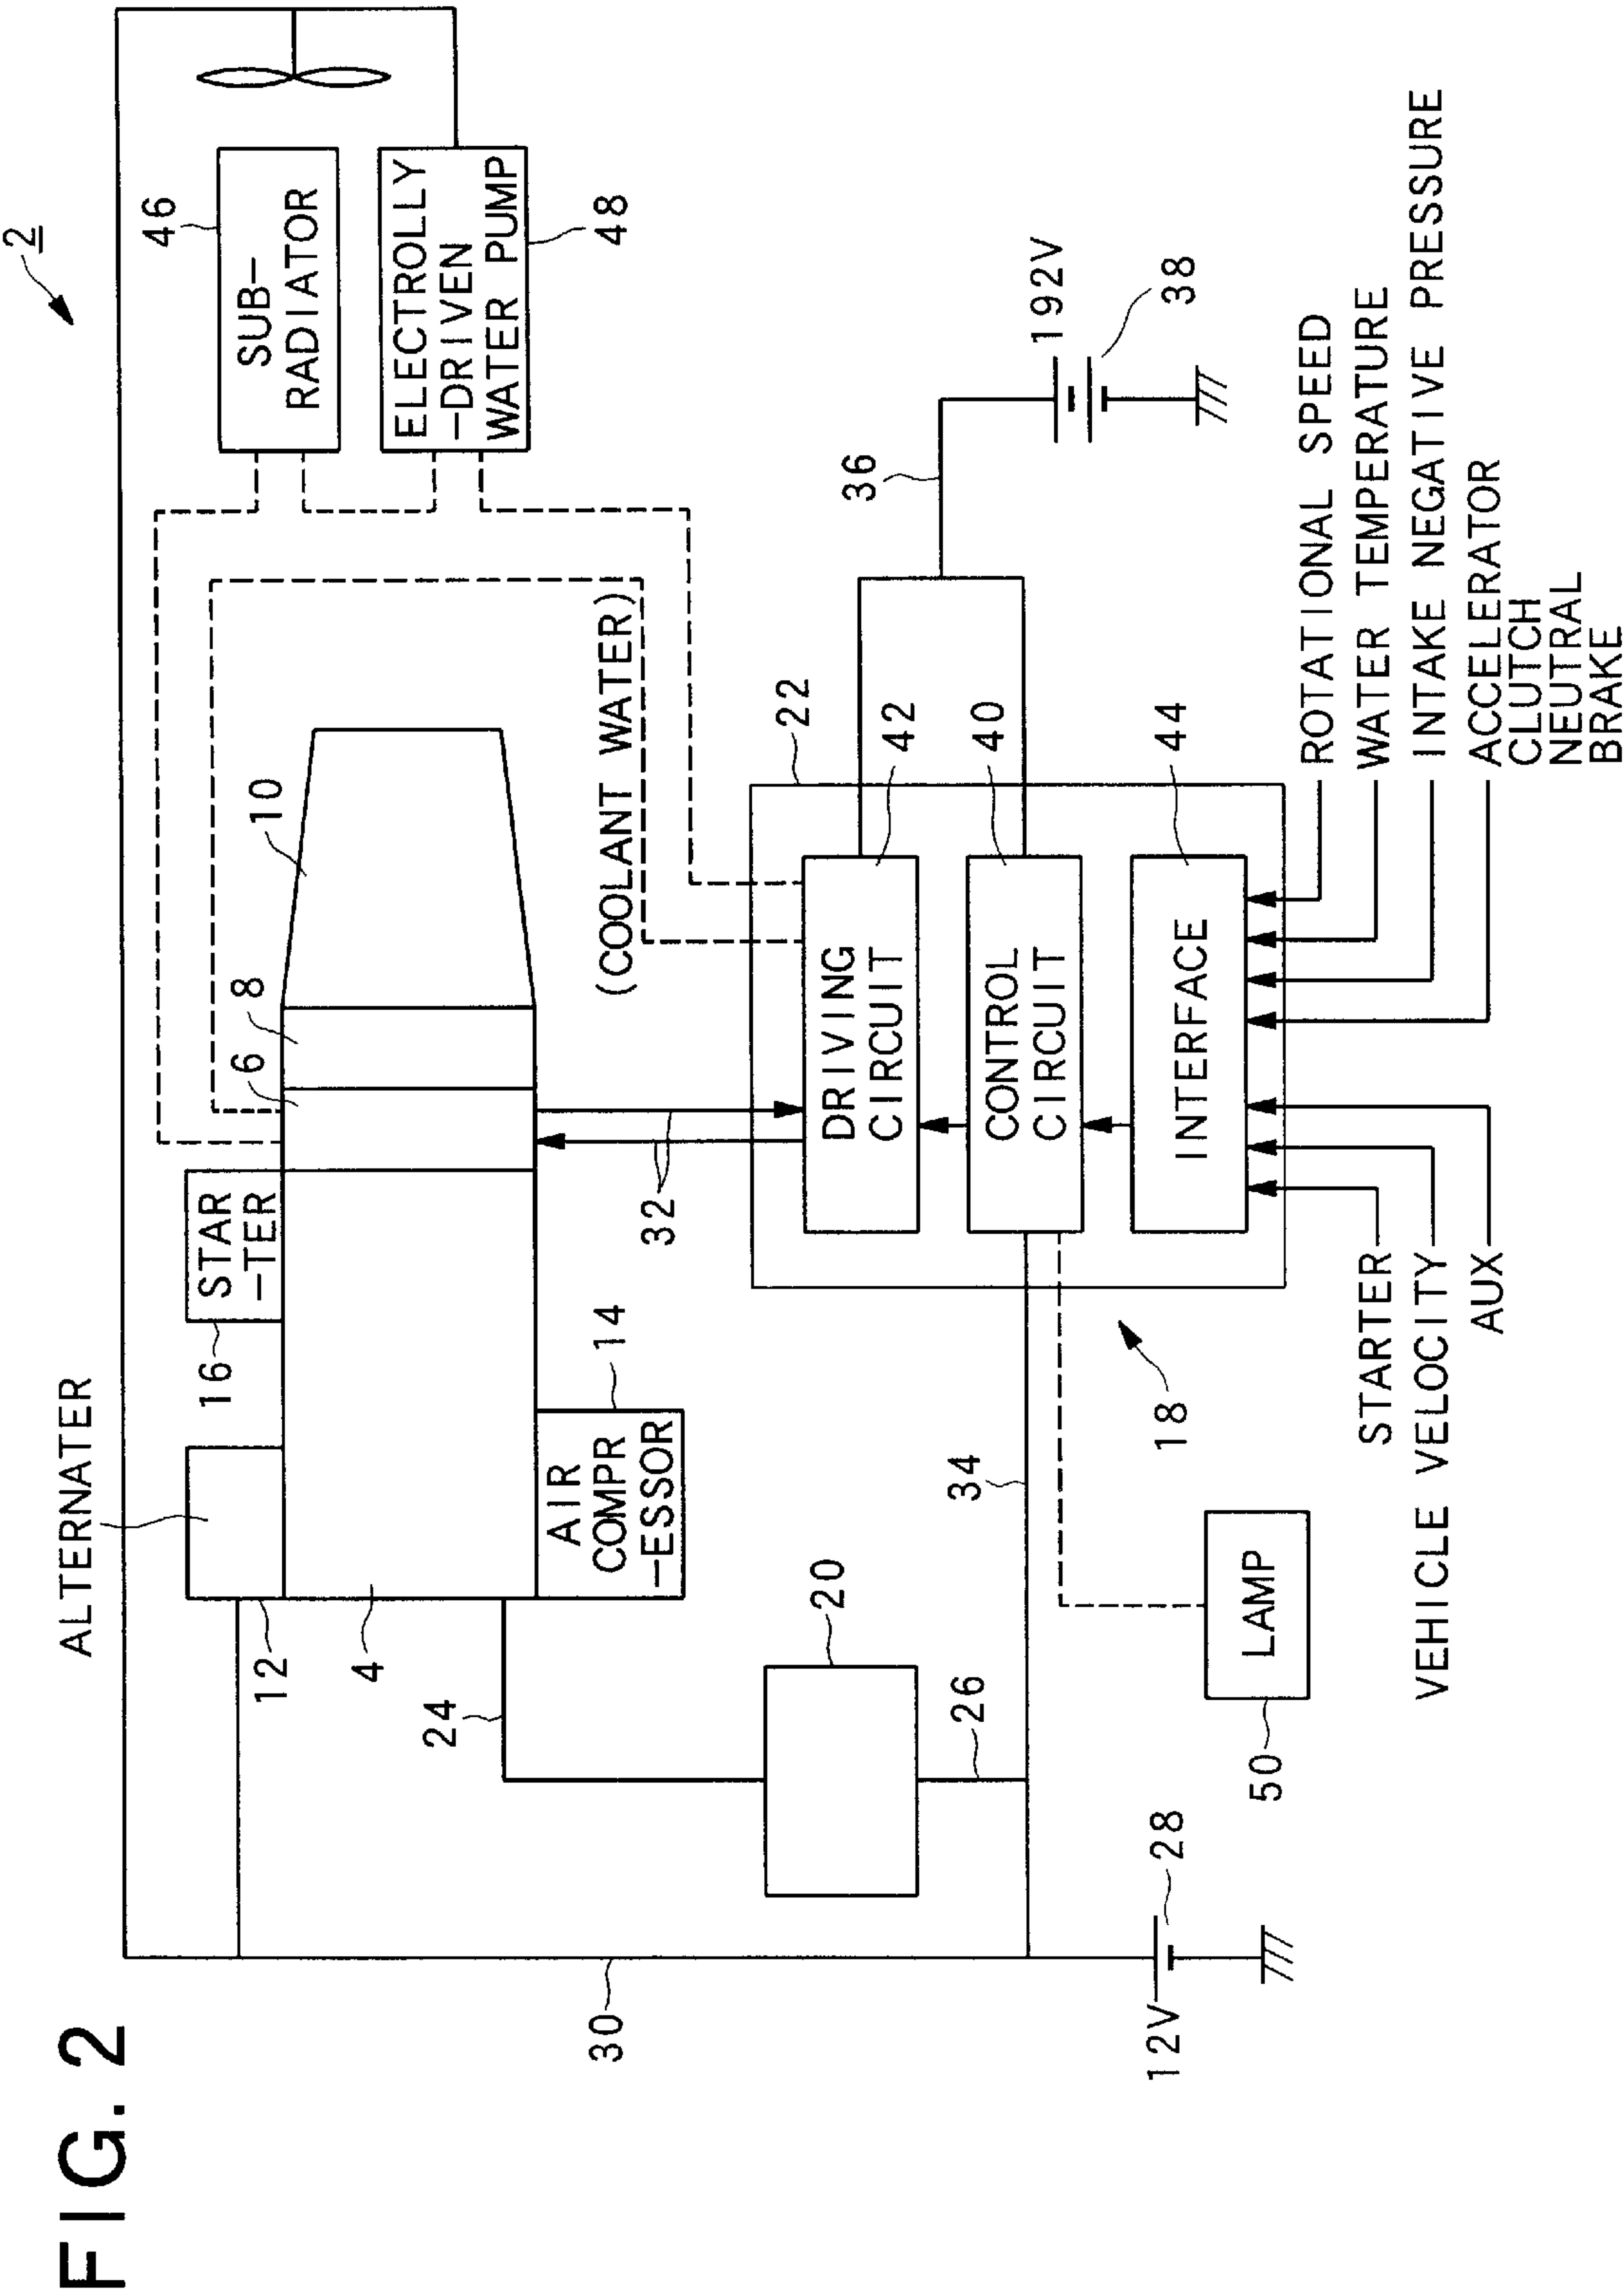 FIG. 2
2
ALTERNATER
12
4
16
STAR
-TER
6
8
10
46
SUB-
RADIATOR
ELECTROLLY
-DRIVEN
WATER PUMP
48
AIR
COMPR
-ESSOR
14
24
20
26
30
32
(COOLANT WATER)
22
36
192V
38
DRIVING
CIRCUIT
42
CONTROL
CIRCUIT
40
INTERFACE
44
34
18
12V
28
LAMP
50
STARTER
VEHICLE VELOCITY
AUX
ROTATIONAL SPEED
WATER TEMPERATURE
INTAKE NEGATIVE PRESSURE
ACCELERATOR
CLUTCH
NEUTRAL
BRAKE